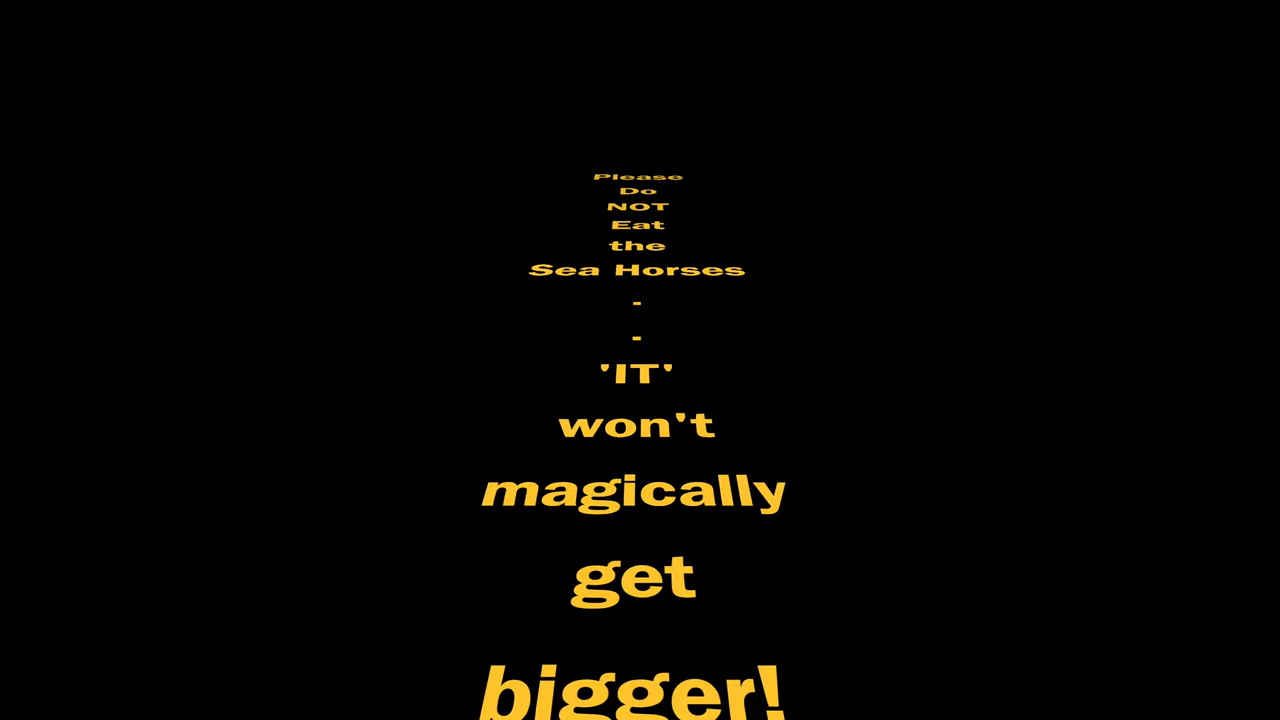 Please
Do
NOT
Eat
the
Sea Horses
-
-
'IT'
won't
magically
get
bigger!